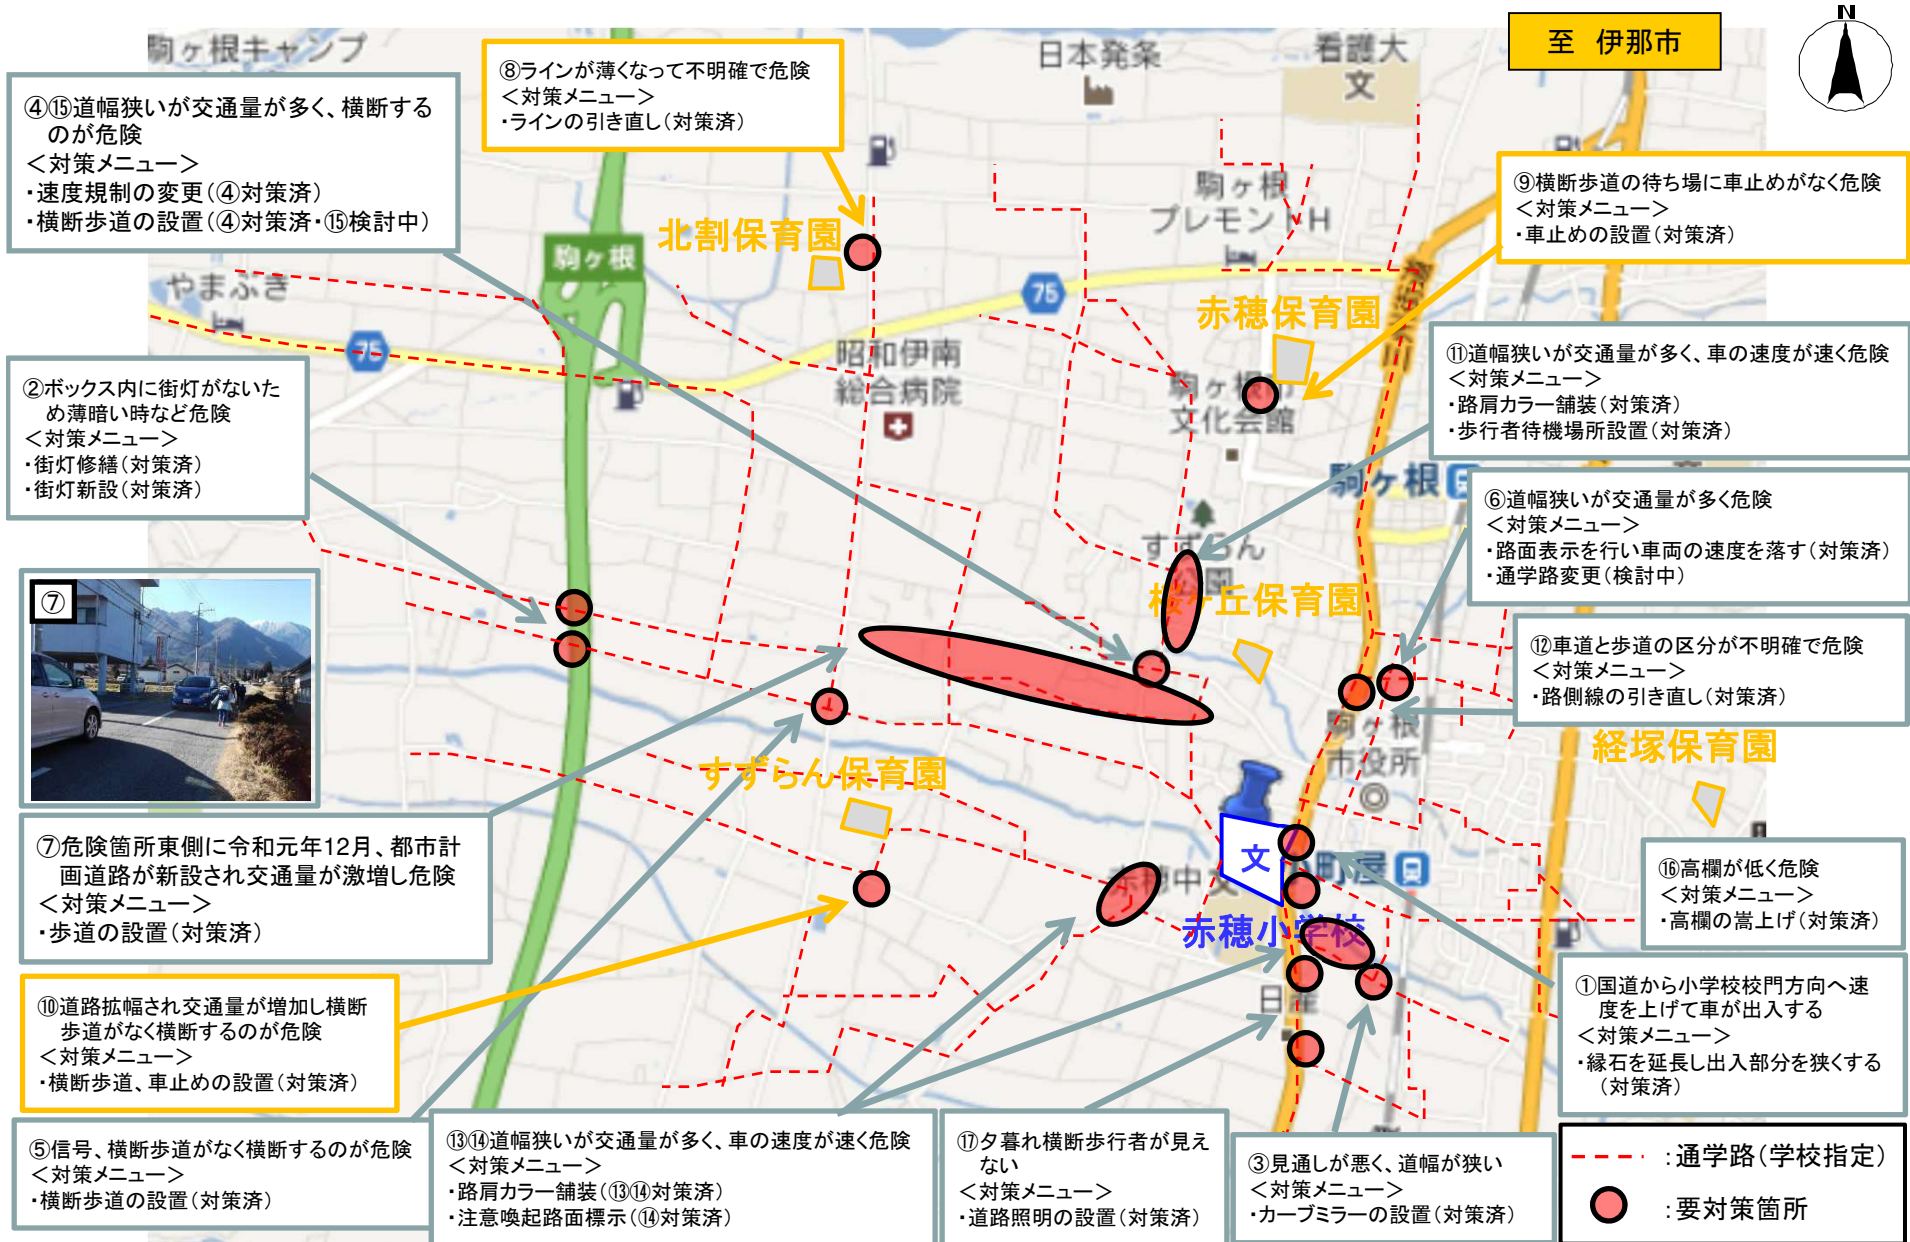 至 伊那市
N
駒ヶ根キャンプ
日本発条
看護大
文
④⑮道幅狭いが交通量が多く、横断する
のが危険
＜対策メニュー＞
・速度規制の変更（④対策済）
・横断歩道の設置（④対策済・⑮検討中）
⑧ラインが薄くなって不明確で危険
＜対策メニュー＞
・ラインの引き直し（対策済）
⑨横断歩道の待ち場に車止めがなく危険
＜対策メニュー＞
・車止めの設置（対策済）
駒ヶ根
プレモントH
北割保育園
駒ヶ根
やまぶき
75
75
赤穂保育園
昭和伊南
総合病院
駒ヶ根市
文化会館
⑪道幅狭いが交通量が多く、車の速度が速く危険
＜対策メニュー＞
・路肩カラー舗装（対策済）
・歩行者待機場所設置（対策済）
②ボックス内に街灯がないた
め薄暗い時など危険
＜対策メニュー＞
・街灯修繕（対策済）
・街灯新設（対策済）
駒ヶ根
⑥道幅狭いが交通量が多く危険
＜対策メニュー＞
・路面表示を行い車両の速度を落す（対策済）
・通学路変更（検討中）
すずらん
公園
桜ケ丘保育園
⑦
⑫車道と歩道の区分が不明確で危険
＜対策メニュー＞
・路側線の引き直し（対策済）
駒ヶ根
市役所
経塚保育園
すずらん保育園
⑦危険箇所東側に令和元年12月、都市計
画道路が新設され交通量が激増し危険
＜対策メニュー＞
・歩道の設置（対策済）
文
小町屋
赤穂中
文
赤穂小学校
⑯高欄が低く危険
＜対策メニュー＞
・高欄の嵩上げ（対策済）
日産
⑩道路拡幅され交通量が増加し横断
歩道がなく横断するのが危険
＜対策メニュー＞
・横断歩道、車止めの設置（対策済）
①国道から小学校校門方向へ速
度を上げて車が出入する
＜対策メニュー＞
・縁石を延長し出入部分を狭くする
（対策済）
⑤信号、横断歩道がなく横断するのが危険
＜対策メニュー＞
・横断歩道の設置（対策済）
⑬⑭道幅狭いが交通量が多く、車の速度が速く危険
＜対策メニュー＞
・路肩カラー舗装（⑬⑭対策済）
・注意喚起路面標示（⑭対策済）
⑰夕暮れ横断歩行者が見え
ない
＜対策メニュー＞
・道路照明の設置（対策済）
③見通しが悪く、道幅が狭い
＜対策メニュー＞
・カーブミラーの設置（対策済）
：通学路（学校指定）
：要対策箇所